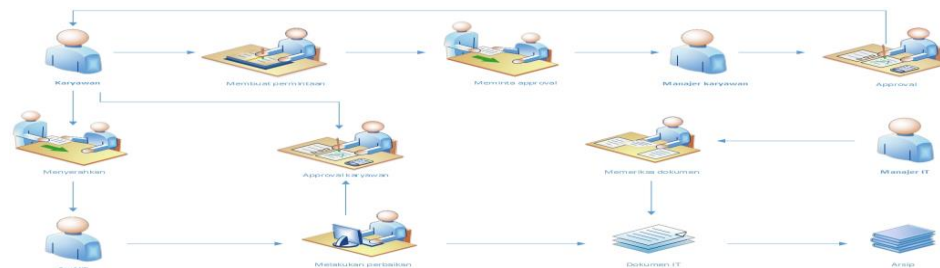 Karyawan
Membuat permintaan
Meminta approval
Manajer karyawan
Approval
Menyerahkan
Approval karyawan
Memeriksa dokumen
Manajer IT
Melakukan perbaikan
Dokumen IT
Arsip